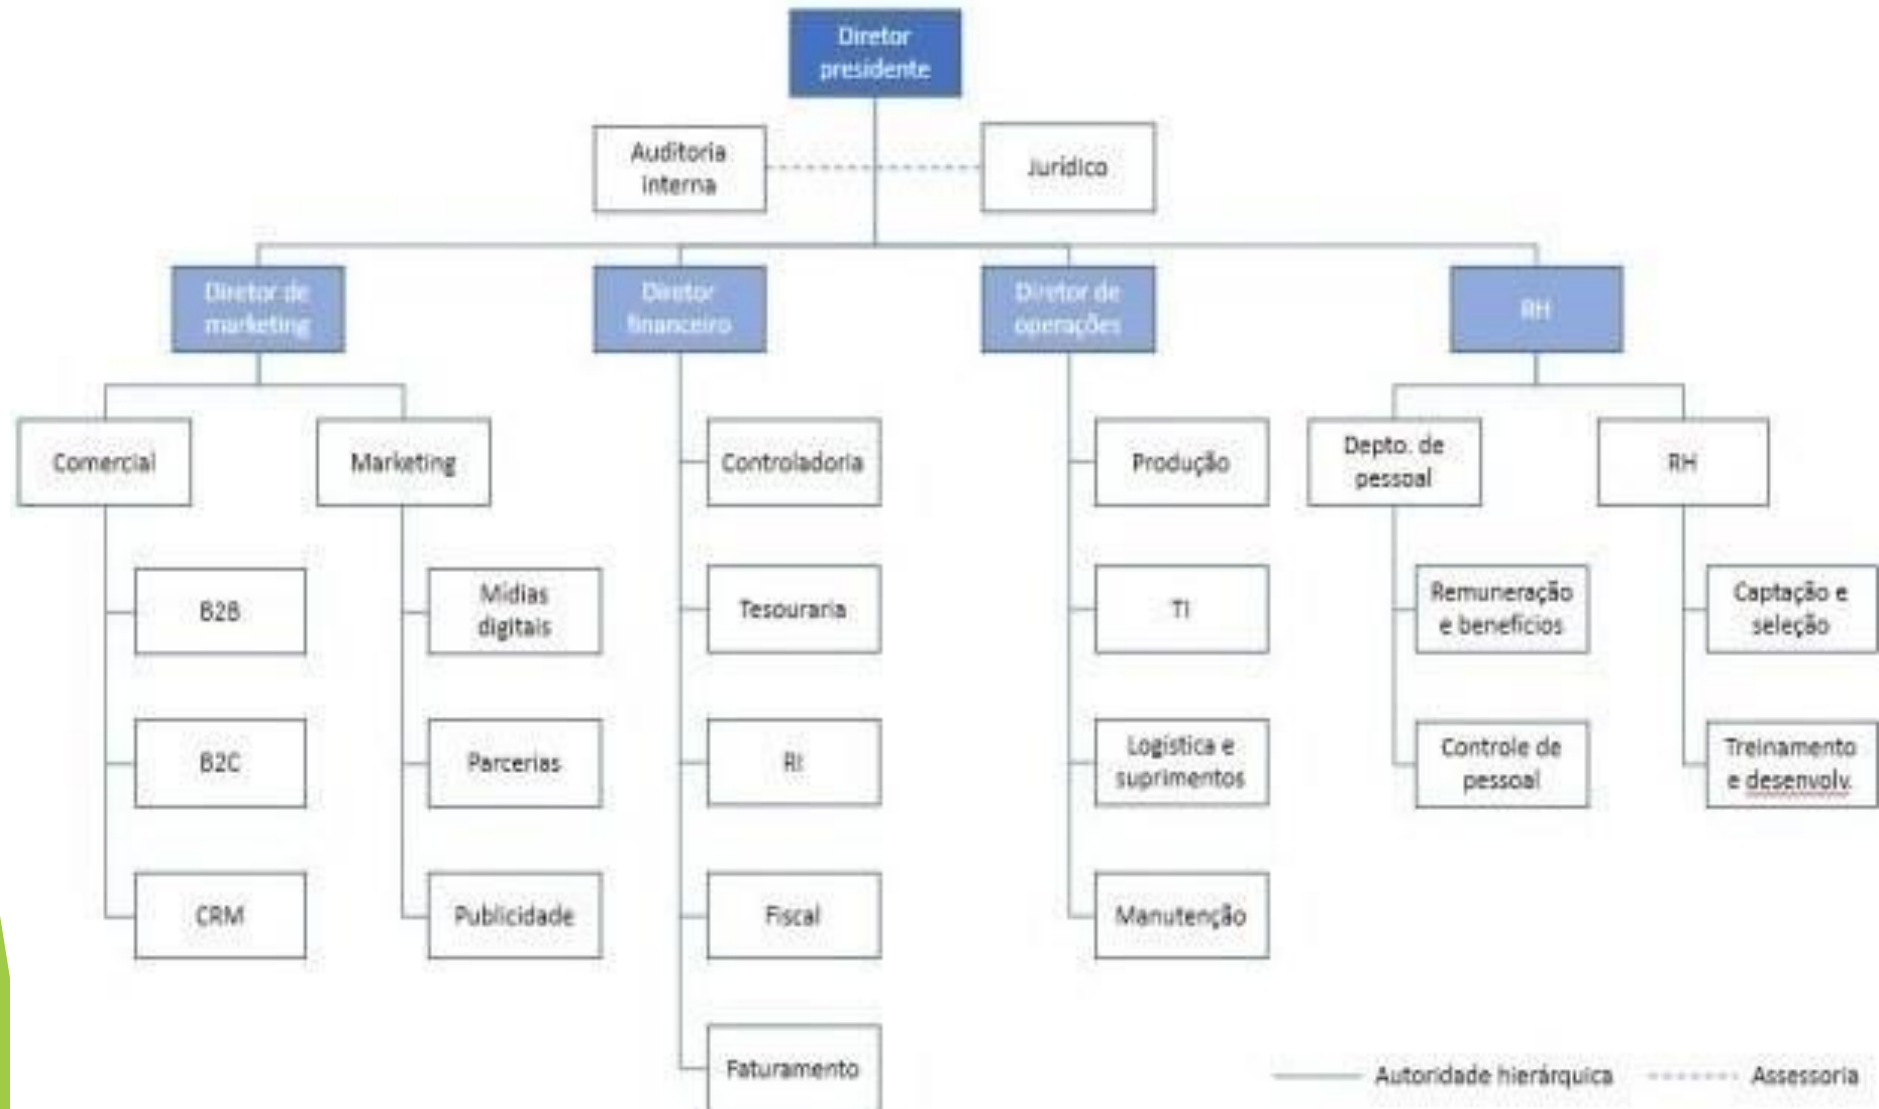 Diretor
presidente
Auditoria
interna
Jurídico
Diretor de
marketing
Diretor
financeiro
Diretor de
operações
RH
Comercial
Marketing
Controladoria
Produção
Depto. de
pessoal
RH
B2B
Mídias
digitais
Tesouraria
TI
Remuneração
e benefícios
Captação e
seleção
B2C
Parcerias
RI
Logística e
suprimentos
Controle de
pessoal
Treinamento
e desenvolv.
CRM
Publicidade
Fiscal
Manutenção
Faturamento
Autoridade hierárquica
Assessoria